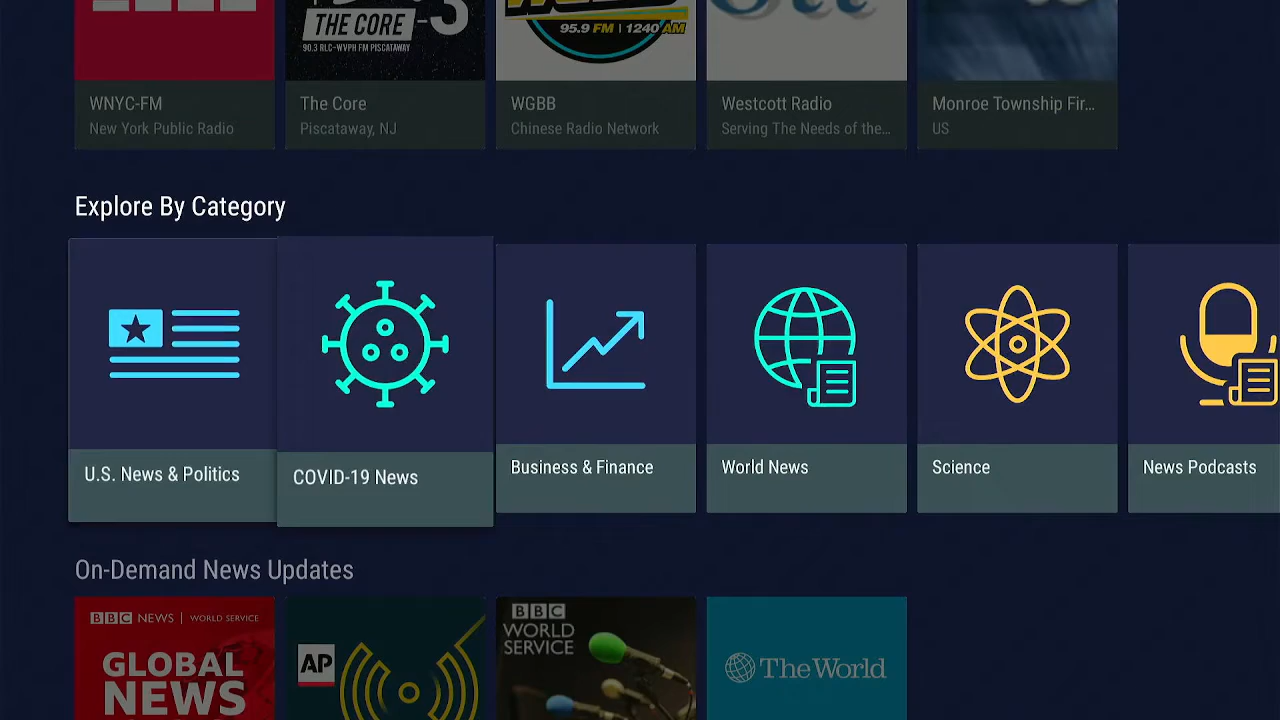 THE CORE
-3
90.3 RLC-WVPH FM PISCATAWAY
95.9 FM | 1240 AM
WNYC-FM
New York Public Radio
The Core
Piscataway, NJ
WGBB
Chinese Radio Network
Westcott Radio
Serving The Needs of the...
Monroe Township Fir...
US
Explore By Category
U.S. News & Politics
COVID-19 News
Business & Finance
World News
Science
News Podcasts
On-Demand News Updates
BBC NEWS | WORLD SERVICE
GLOBAL
NEWS
AP
BBC
WORLD
SERVICE
The World